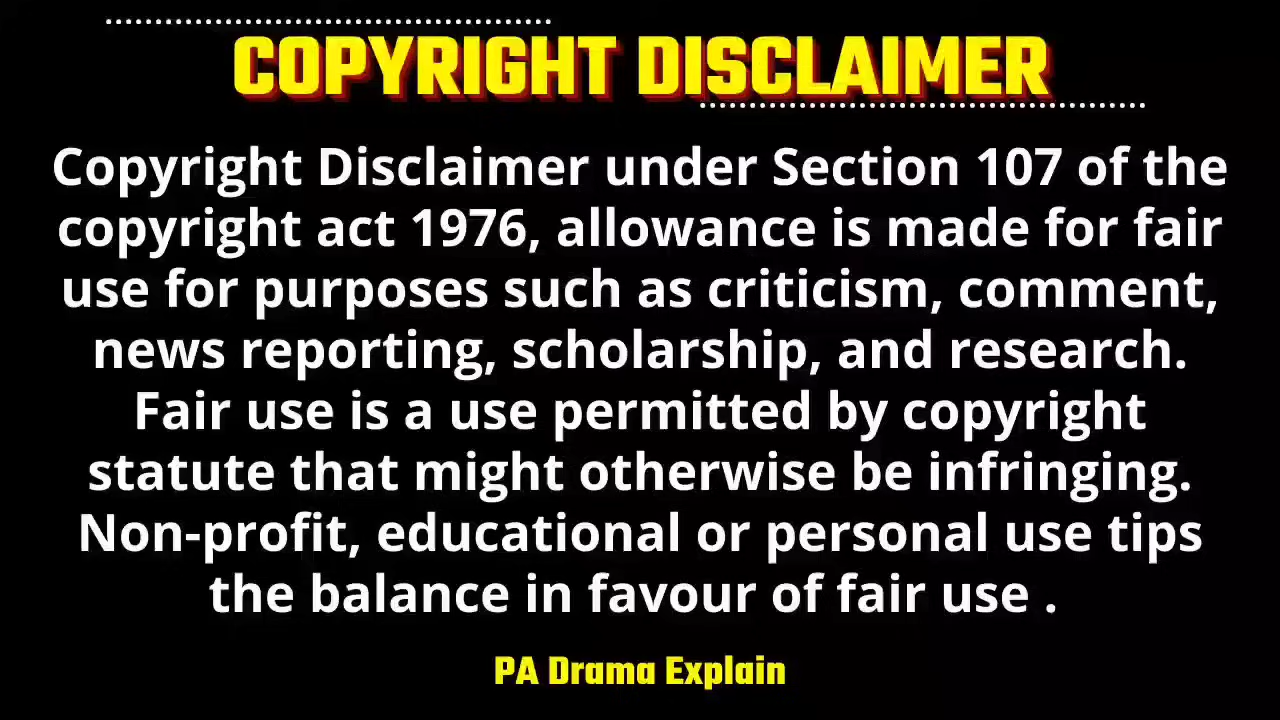 COPYRIGHT DISCLAIMER
Copyright Disclaimer under Section 107 of the
copyright act 1976, allowance is made for fair
use for purposes such as criticism, comment,
news reporting, scholarship, and research.
Fair use is a use permitted by copyright
statute that might otherwise be infringing.
Non-profit, educational or personal use tips
the balance in favour of fair use .
PA Drama Explain